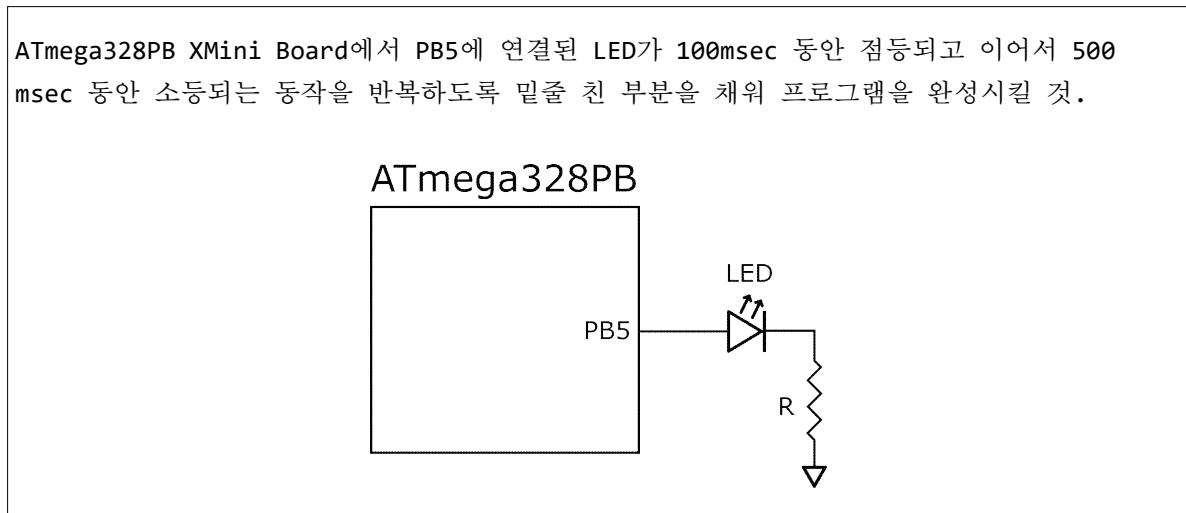 ATmega328PB XMini Board에서 PB5에 연결된 LED가 100msec 동안 점등되고 이어서 500
msec 동안 소등되는 동작을 반복하도록 밑줄 친 부분을 채워 프로그램을 완성시킬 것.
ATmega328PB
LED
PB5
R